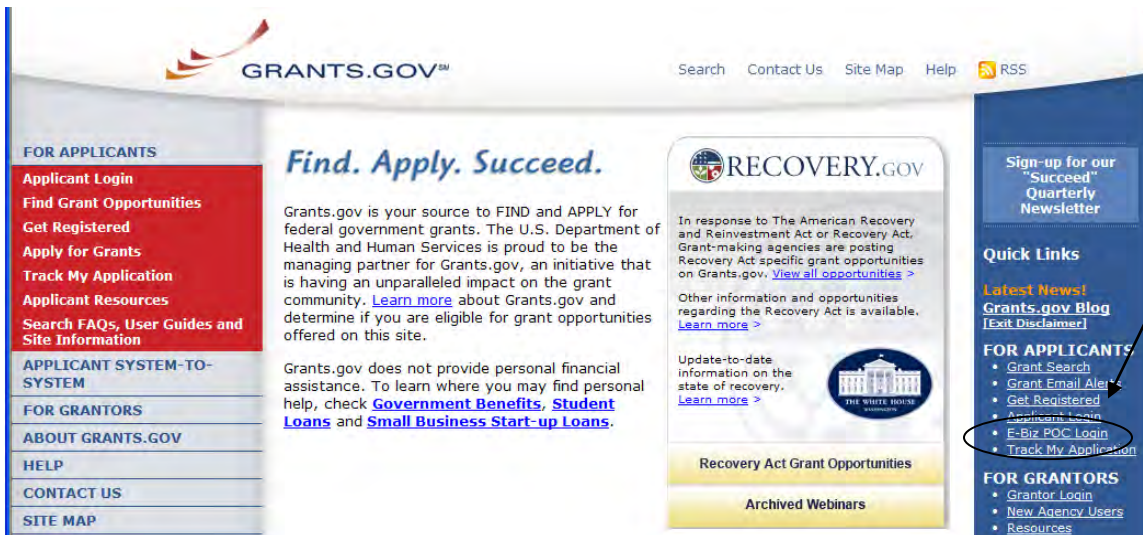 GRANTS.GOV℠
Search Contact Us Site Map Help RSS
FOR APPLICANTS
Applicant Login
Find Grant Opportunities
Get Registered
Apply for Grants
Track My Application
Applicant Resources
Search FAQs, User Guides and
Site Information
APPLICANT SYSTEM-TO-
SYSTEM
FOR GRANTORS
ABOUT GRANTS.GOV
HELP
CONTACT US
SITE MAP
Find. Apply. Succeed.
Grants.gov is your source to FIND and APPLY for
federal government grants. The U.S. Department of
Health and Human Services is proud to be the
managing partner for Grants.gov, an initiative that
is having an unparalleled impact on the grant
community. Learn more about Grants.gov and
determine if you are eligible for grant opportunities
offered on this site.
Grants.gov does not provide personal financial
assistance. To learn where you may find personal
help, check Government Benefits, Student
Loans and Small Business Start-up Loans.
RECOVERY.GOV
In response to The American Recovery
and Reinvestment Act or Recovery Act,
Grant-making agencies are posting
Recovery Act specific grant opportunities
on Grants.gov. View all opportunities >
Other information and opportunities
regarding the Recovery Act is available.
Learn more >
Update-to-date
information on the
state of recovery.
Learn more >
THE WHITE HOUSE
WASHINGTON
Recovery Act Grant Opportunities
Archived Webinars
Sign-up for our
"Succeed"
Quarterly
Newsletter
Quick Links
Latest News!
Grants.gov Blog
[Exit Disclaimer]
FOR APPLICANTS
• Grant Search
• Grant Email Alerts
• Get Registered
• Applicant Login
• E-Biz POC Login
• Track My Application
FOR GRANTORS
• Grantor Login
• New Agency Users
• Resources